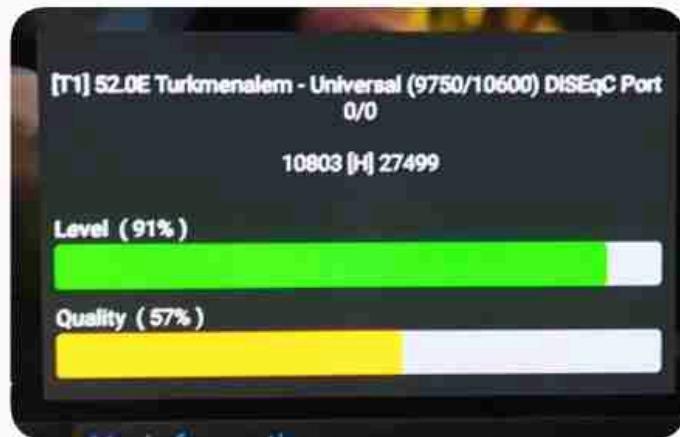 [T1] 52.0E Turkmenalem - Universal (9750/10600) DiSEqC Port
0/0
10803 [H] 27499
Level ( 91% )
Quality ( 57% )